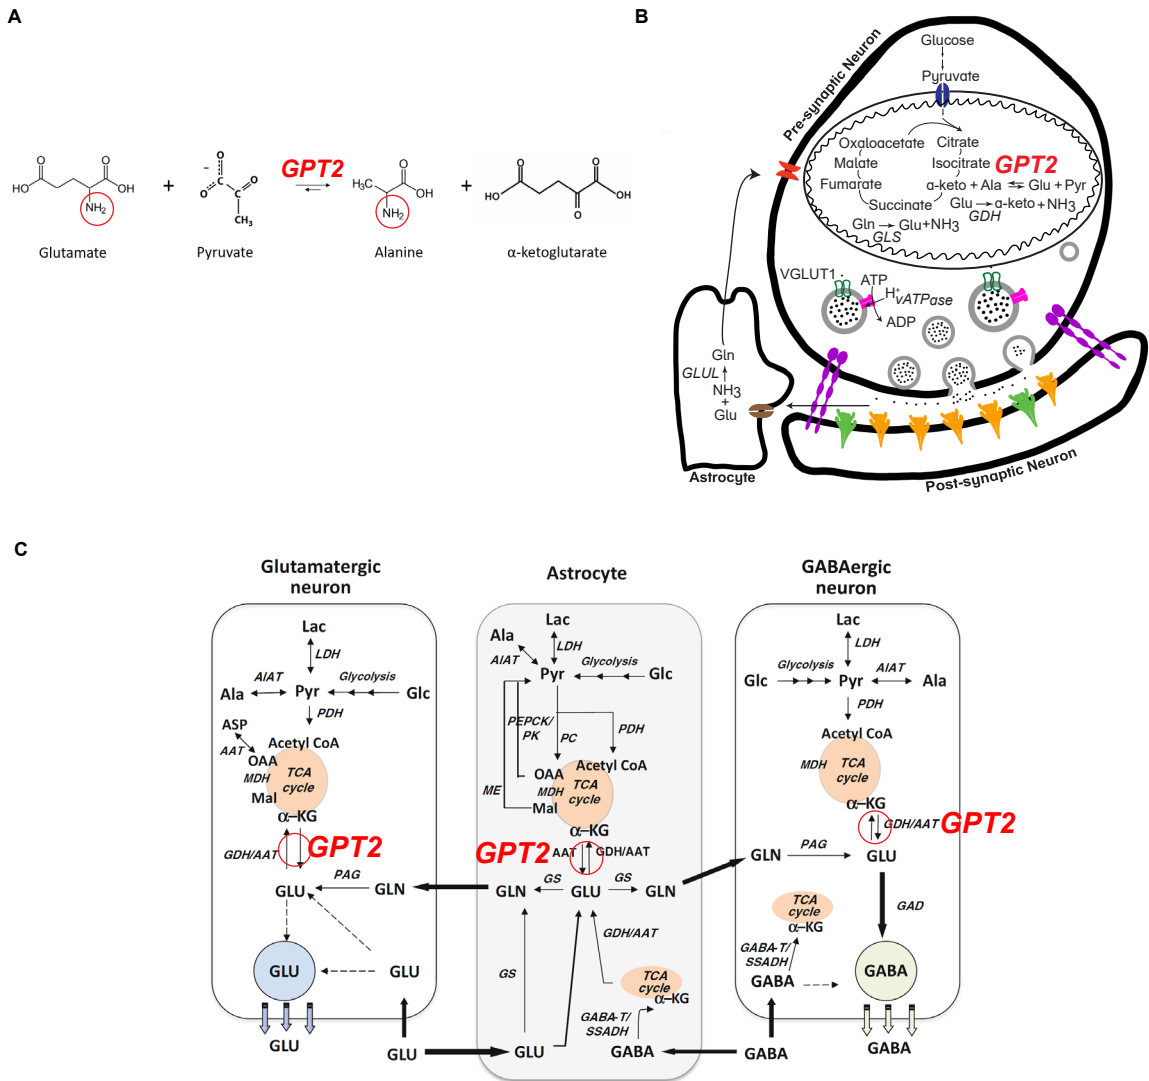 A
GPT2
O
O
HO
OH
NH2
+
−
O
C
O
O
C
CH3
H3C
O
OH
NH2
+
O
O
HO
OH
O
Glutamate
Pyruvate
Alanine
α-ketoglutarate
B
Pre-synaptic Neuron
Glucose
Pyruvate
Oxaloacetate
Citrate
Malate
Isocitrate
GPT2
Fumarate
α-keto + Ala ⇋ Glu + Pyr
Succinate
Glu → α-keto + NH3
GDH
Gln → Glu+NH3
GLS
VGLUT1
ATP
H+
vATPase
ADP
Gln
GLUL
NH3
+
Glu
Astrocyte
Post-synaptic Neuron
C
Glutamatergic
neuron
Lac
LDH
AlAT
Glycolysis
Ala
Pyr
Glc
PDH
ASP
AAT
Acetyl CoA
OAA
MDH
TCA
cycle
Mal
α–KG
GPT2
GDH/AAT
PAG
GLU
GLN
GLU
GLU
GLU
GLU
Astrocyte
Lac
Ala
LDH
AlAT
Glycolysis
Pyr
Glc
PEPCK/
PK
PC
PDH
Acetyl CoA
OAA
ME
MDH
TCA
cycle
Mal
α–KG
GPT2
AAT
GDH/AAT
GS
GS
GLN
GLU
GLN
GDH/AAT
GS
TCA
cycle
α–KG
GABA-T/
SSADH
GLU
GABA
GABAergic
neuron
Lac
LDH
Glycolysis
AlAT
Glc
Pyr
Ala
PDH
Acetyl CoA
MDH
TCA
cycle
α–KG
GDH/AAT
GPT2
GLN
PAG
GLU
TCA
cycle
α–KG
GAD
GABA-T/
SSADH
GABA
GABA
GABA
GABA